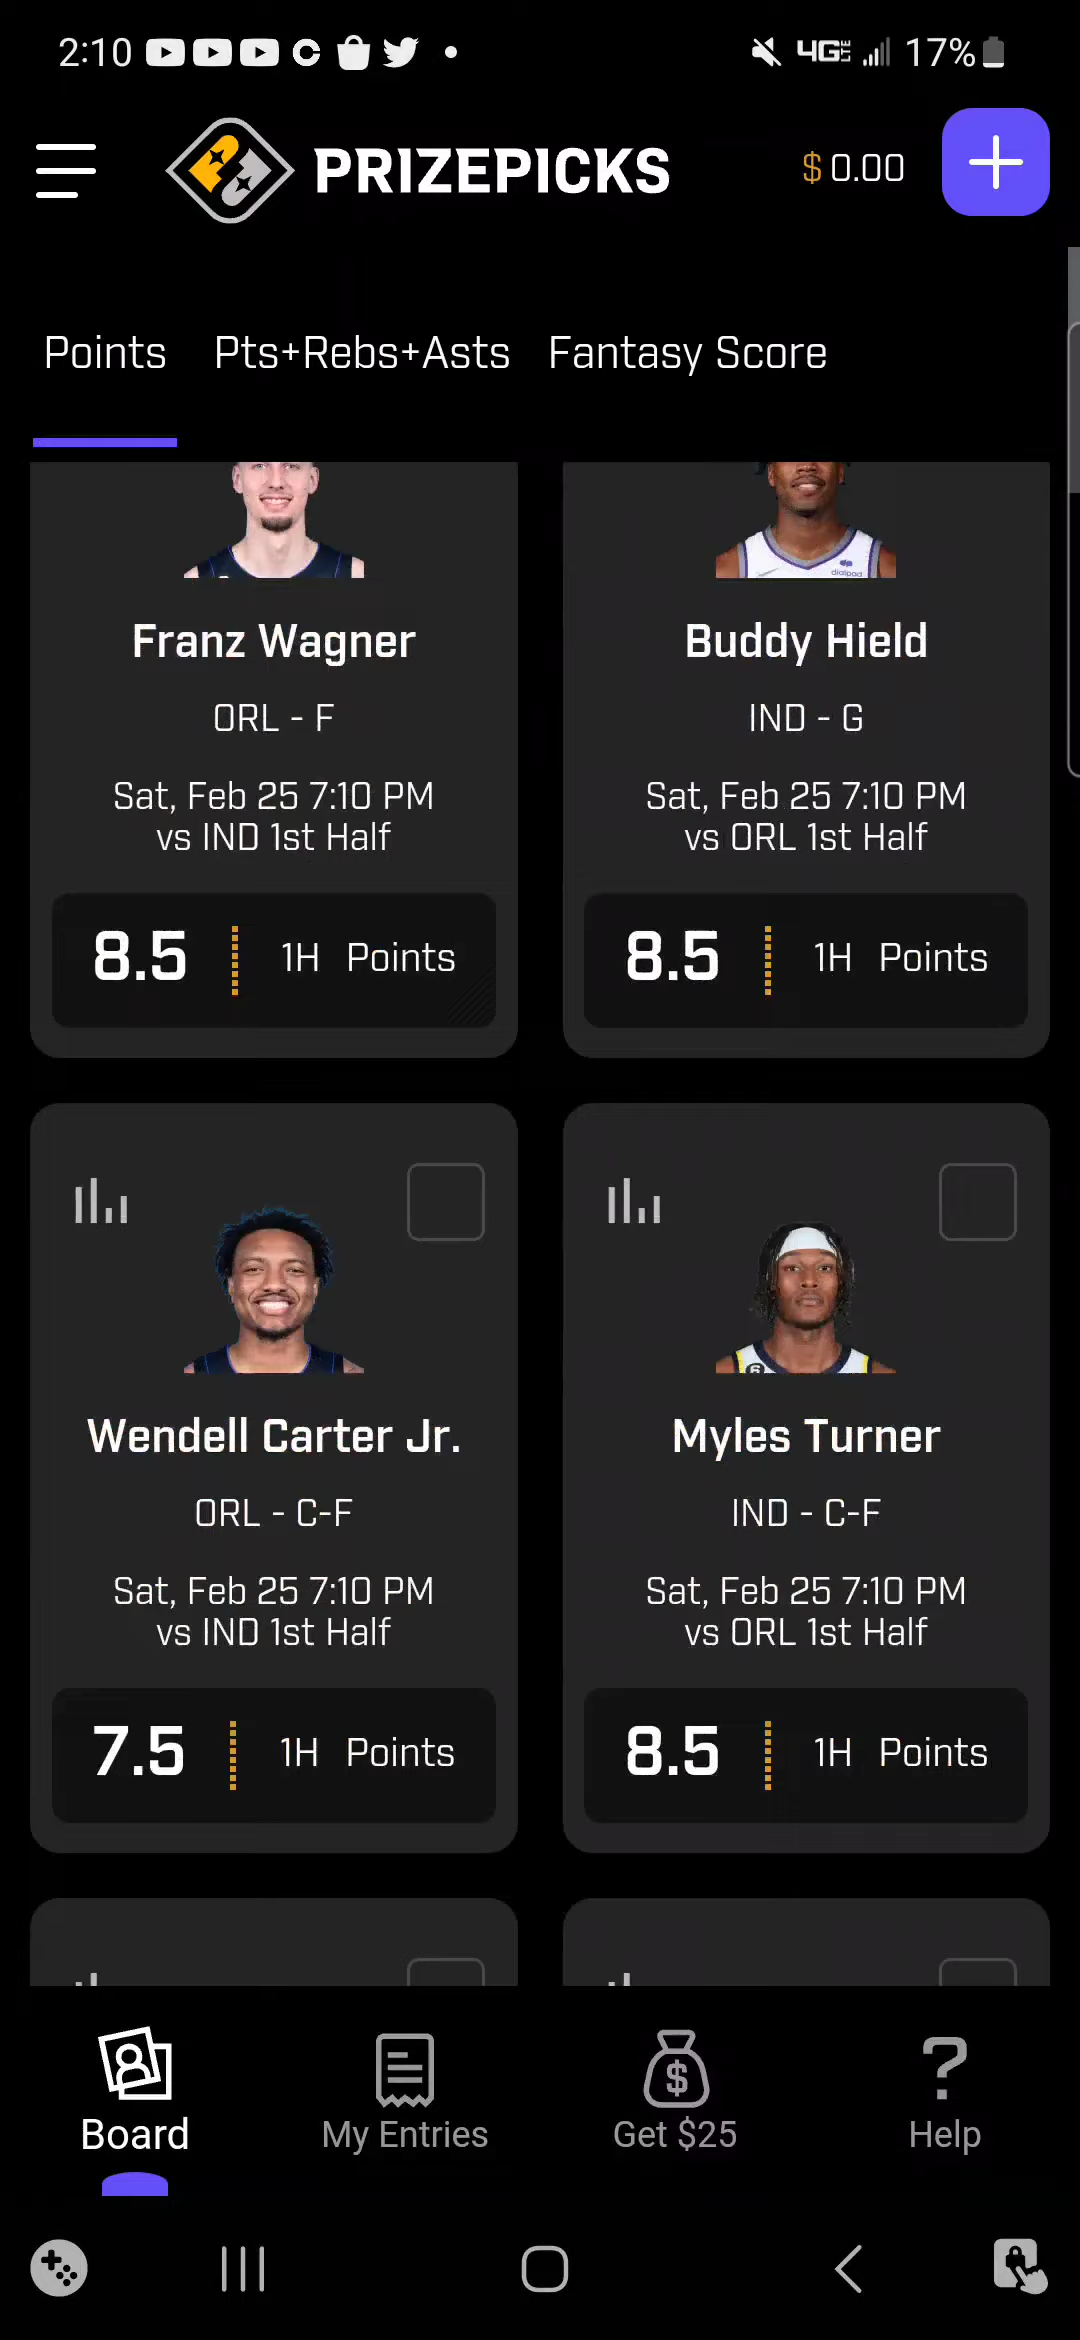 2:10
4G LTE
17%
PRIZEPICKS
$ 0.00
Points Pts+Rebs+Asts Fantasy Score
Franz Wagner
ORL - F
Sat, Feb 25 7:10 PM
vs IND 1st Half
8.5 1H Points
dialpad
Buddy Hield
IND - G
Sat, Feb 25 7:10 PM
vs ORL 1st Half
8.5 1H Points
Wendell Carter Jr.
ORL - C-F
Sat, Feb 25 7:10 PM
vs IND 1st Half
7.5 1H Points
Myles Turner
IND - C-F
Sat, Feb 25 7:10 PM
vs ORL 1st Half
8.5 1H Points
Board
My Entries
Get $25
Help